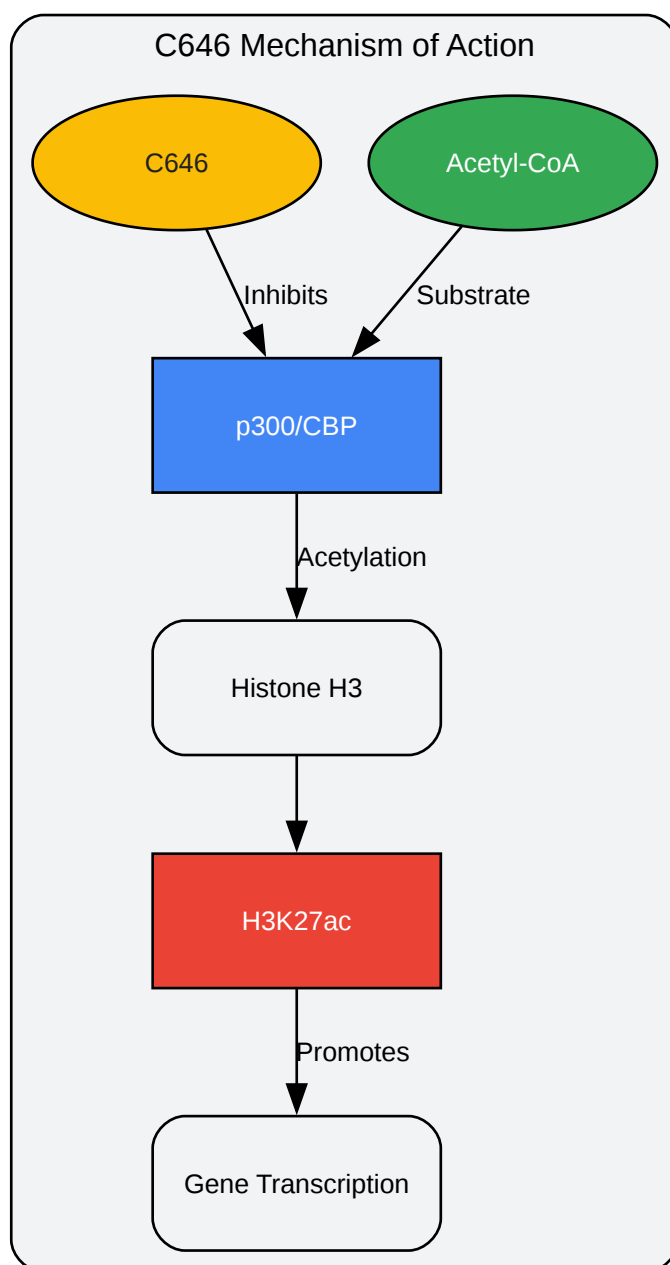 C646 Mechanism of Action
C646
Acetyl-CoA
Inhibits
Substrate
p300/CBP
Acetylation
Histone H3
H3K27ac
Promotes
Gene Transcription